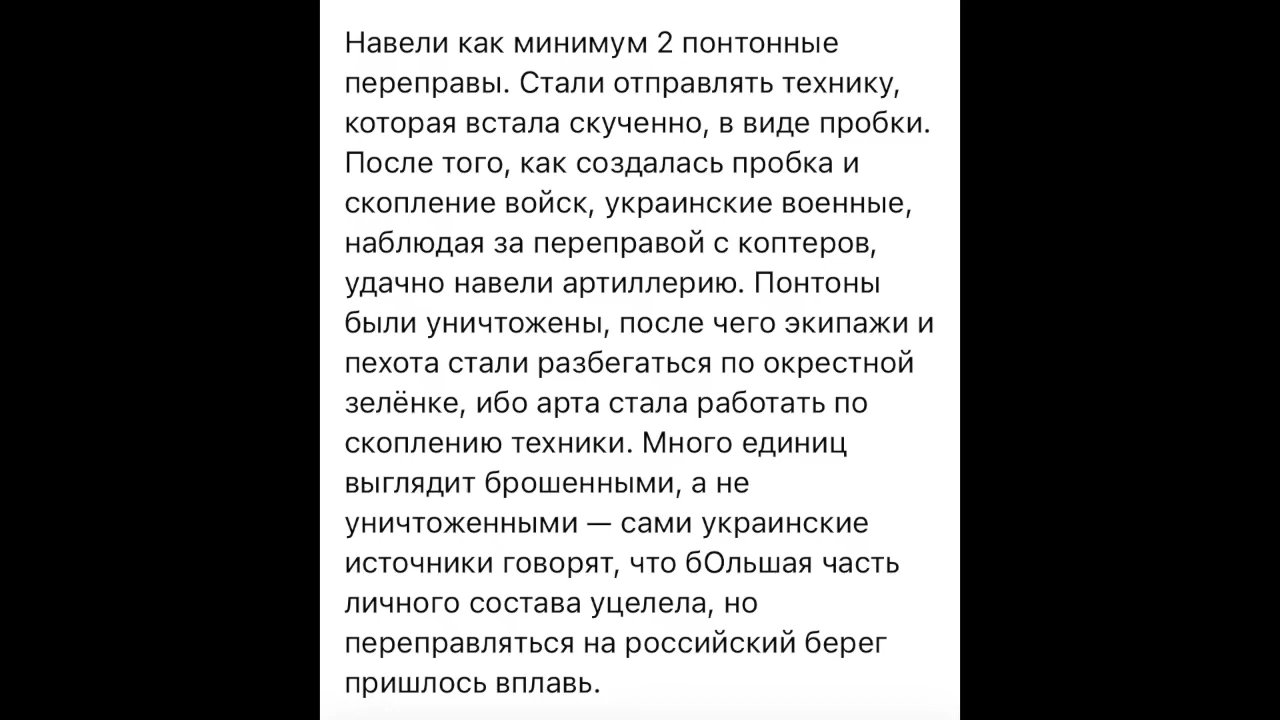 Навели как минимум 2 понтонные
переправы. Стали отправлять технику,
которая встала скученно, в виде пробки.
После того, как создалась пробка и
скопление войск, украинские военные,
наблюдая за переправой с коптеров,
удачно навели артиллерию. Понтоны
были уничтожены, после чего экипажи и
пехота стали разбегаться по окрестной
зелёнке, ибо арта стала работать по
скоплению техники. Много единиц
выглядит брошенными, а не
уничтоженными — сами украинские
источники говорят, что бОльшая часть
личного состава уцелела, но
переправляться на российский берег
пришлось вплавь.